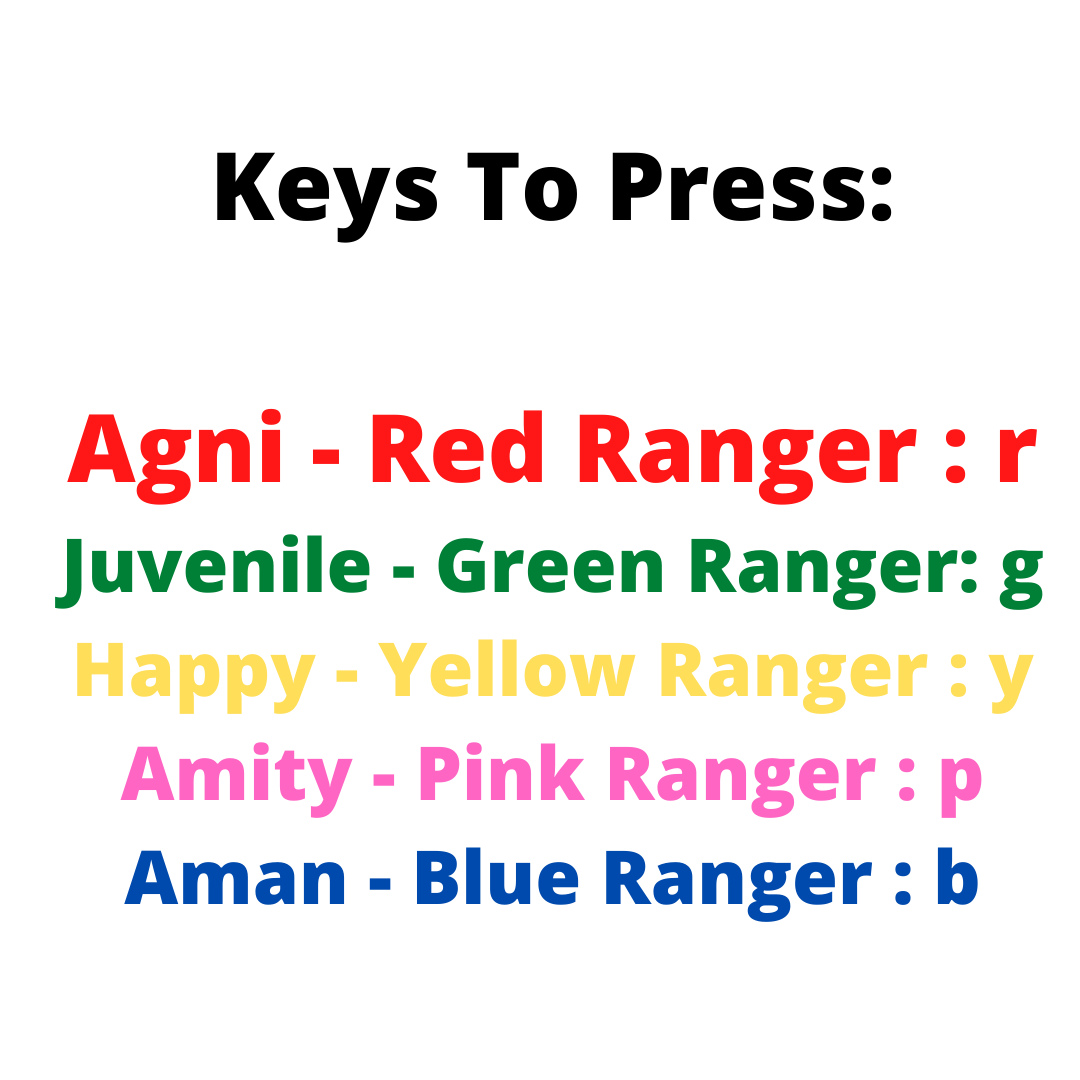 Keys To Press:
Agni - Red Ranger : r
Juvenile - Green Ranger: g
Happy - Yellow Ranger : y
Amity - Pink Ranger : p
Aman - Blue Ranger : b